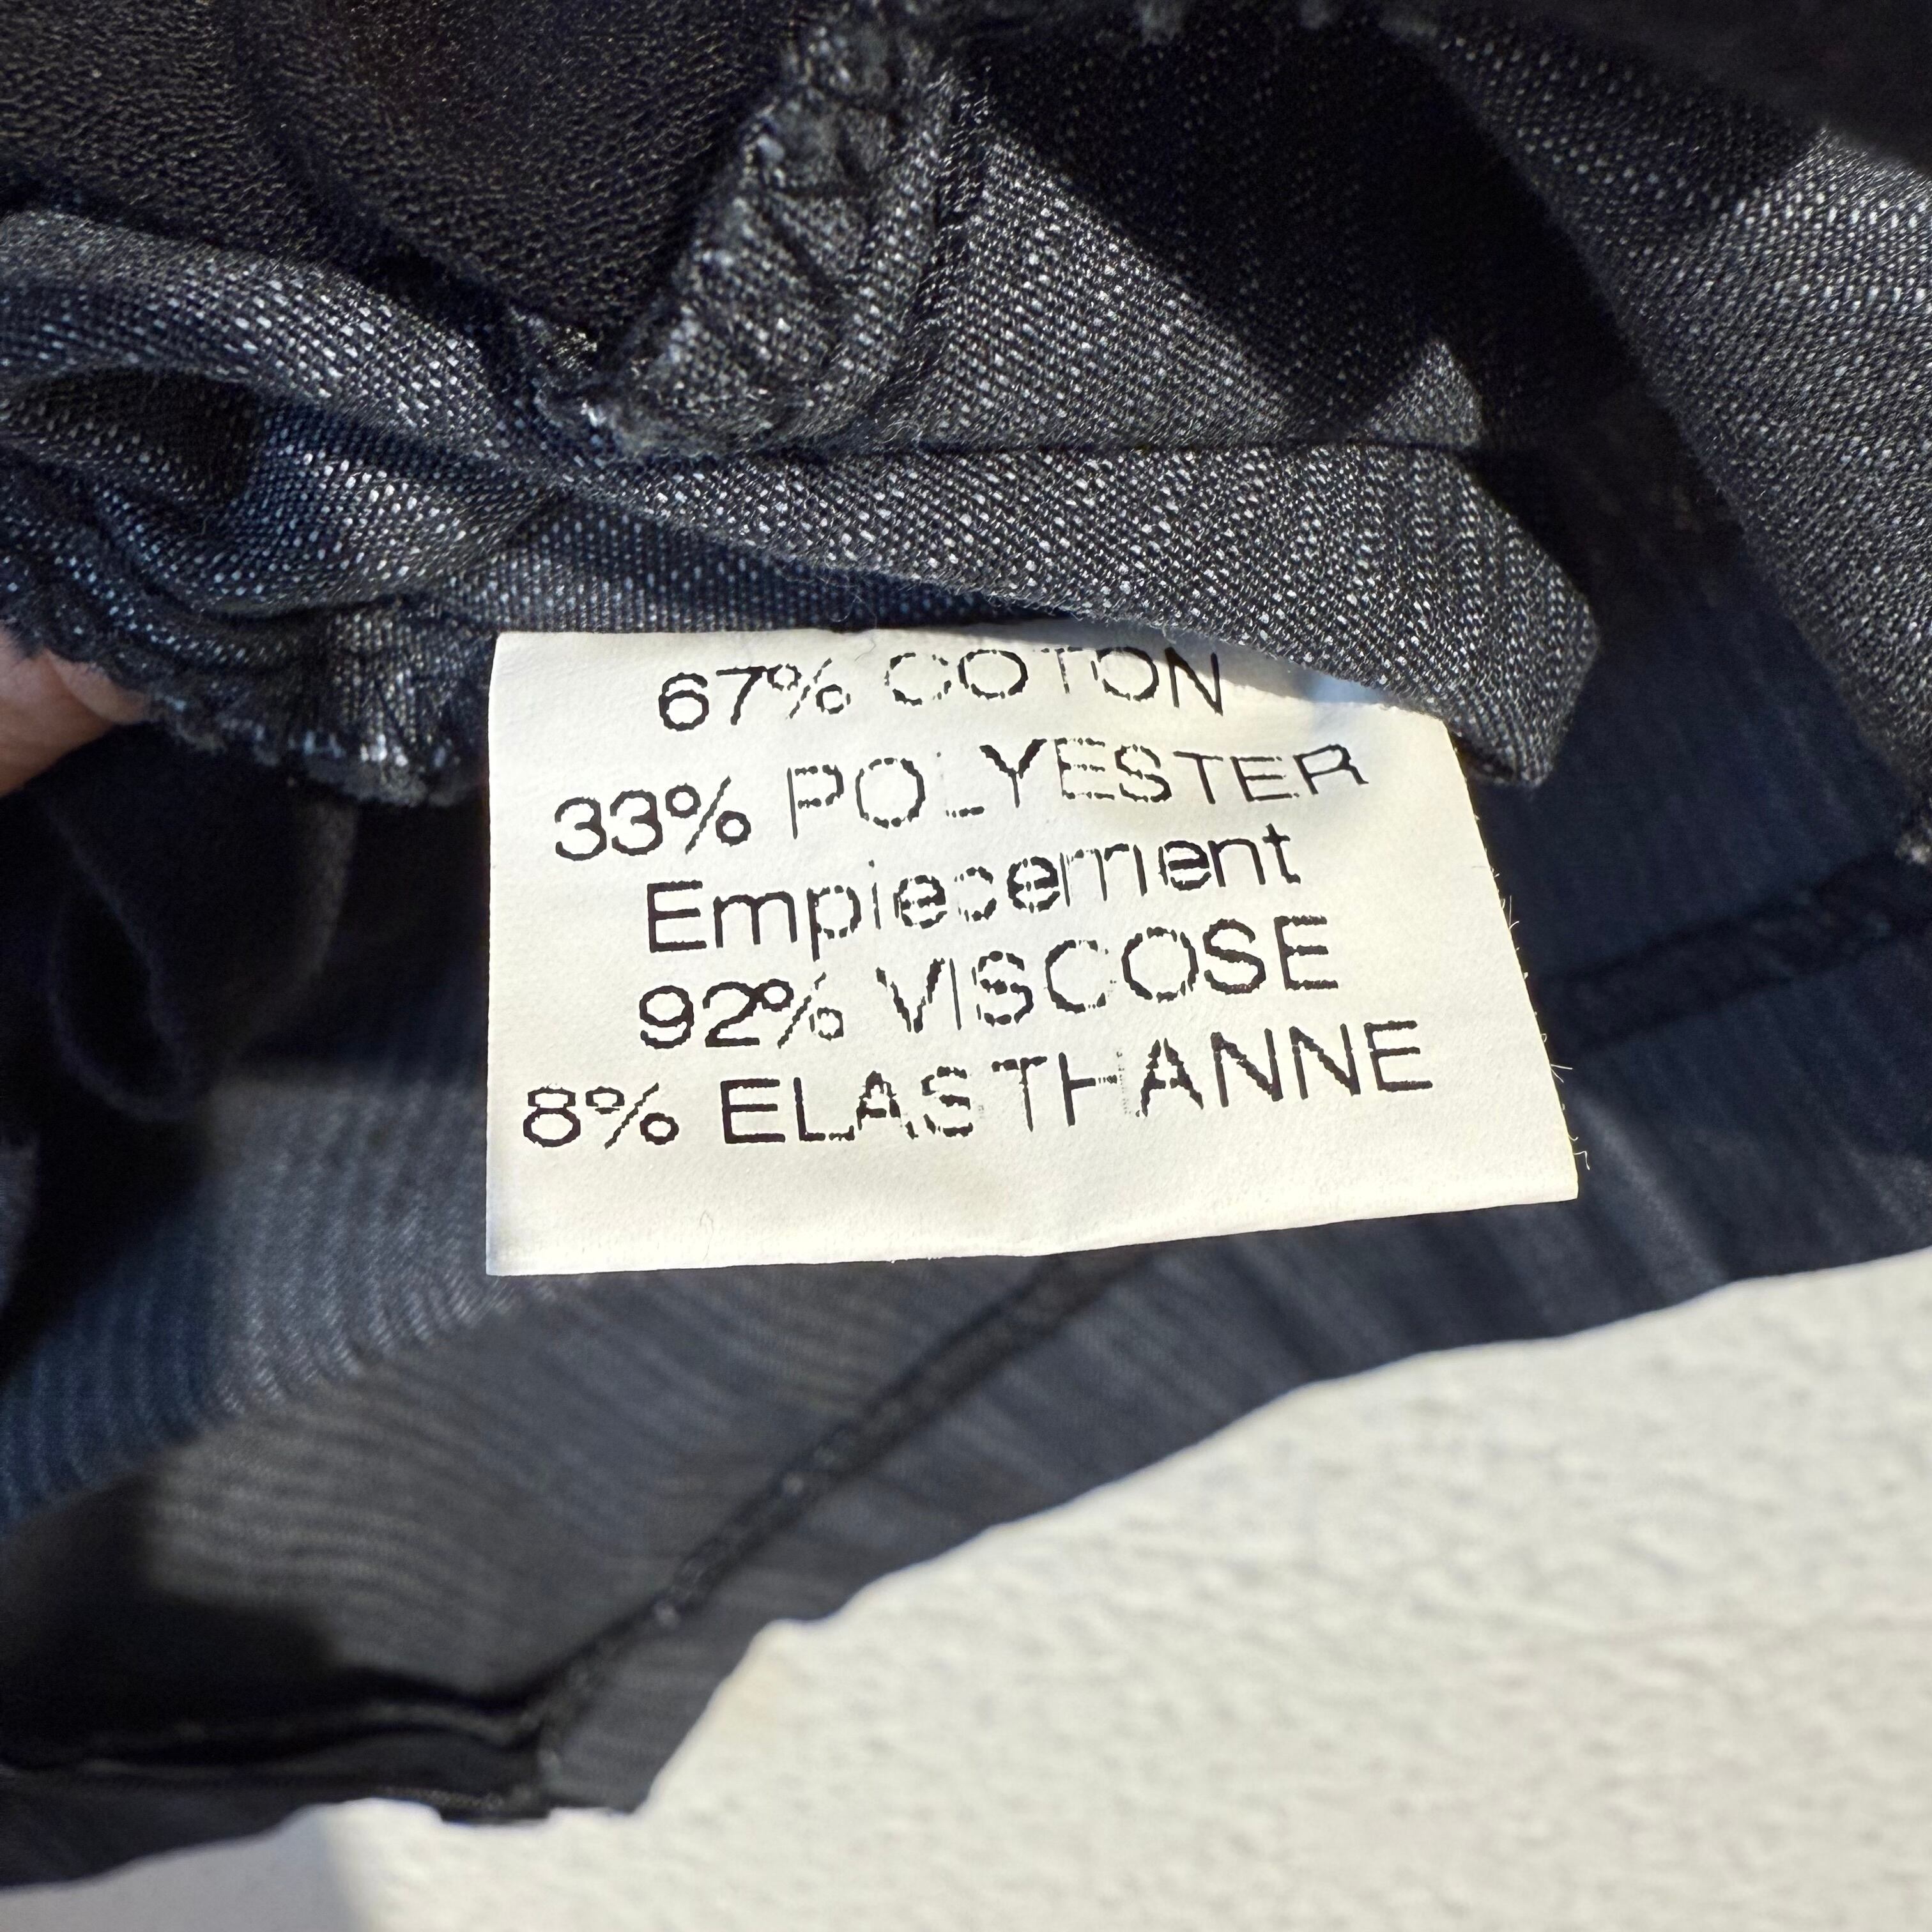 67% COTON
33% POLYESTER
Empiecement
92% VISCOSE
8% ELASTHANNE